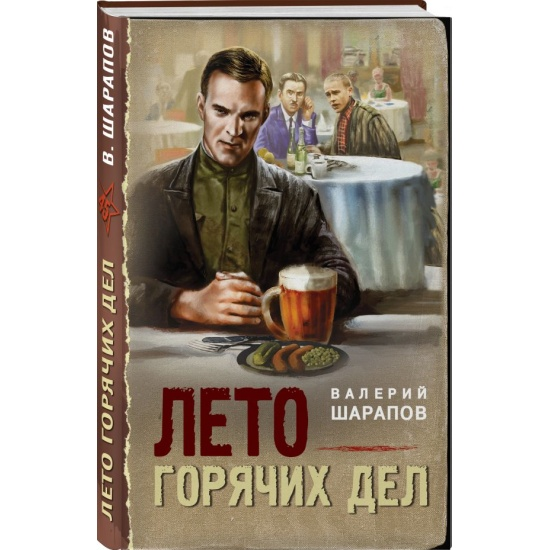 В. ШАРАПОВ
ЛЕТО ГОРЯЧИХ ДЕЛ
ВАЛЕРИЙ
ШАРАПОВ
ЛЕТО
ГОРЯЧИХ ДЕЛ